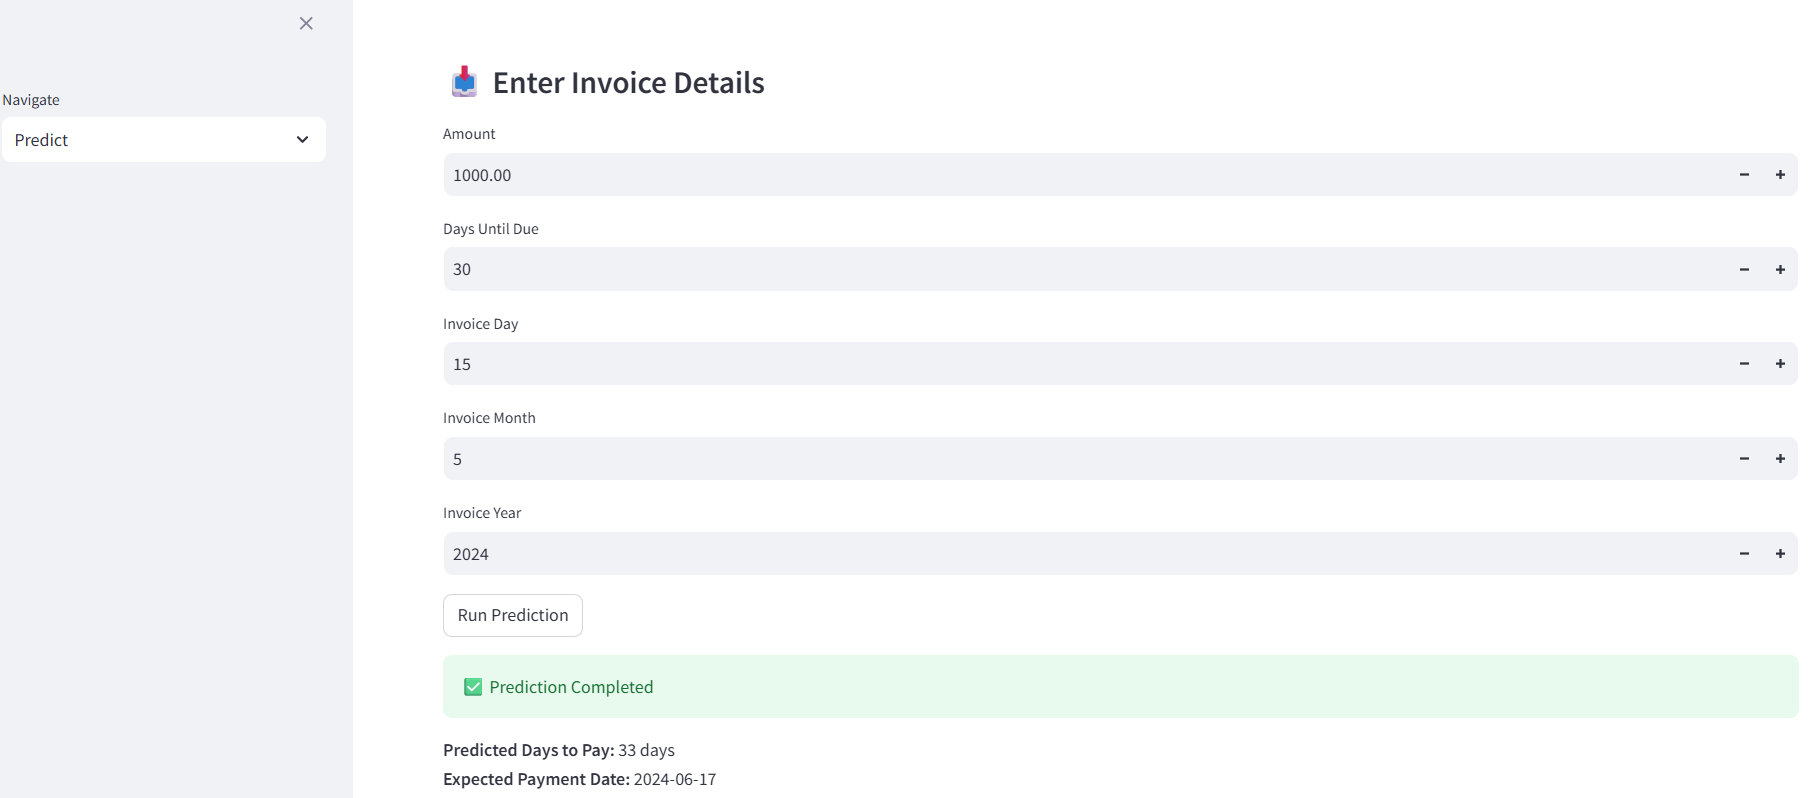 Navigate
Predict
Enter Invoice Details
Amount
1000.00
Days Until Due
30
Invoice Day
15
Invoice Month
5
Invoice Year
2024
Run Prediction
Prediction Completed
Predicted Days to Pay: 33 days
Expected Payment Date: 2024-06-17